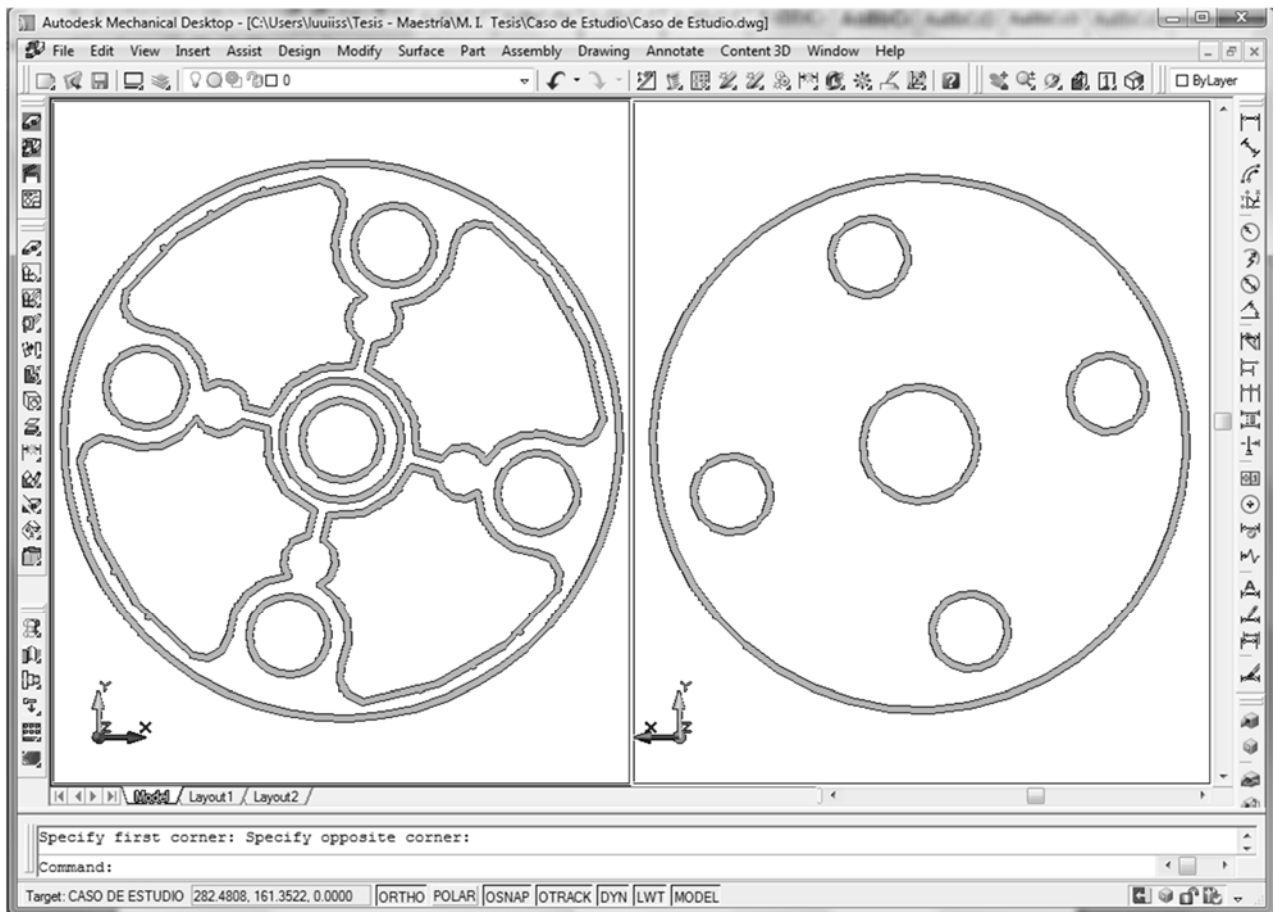 Autodesk Mechanical Desktop - [C:\Users\luuiiss\Tesis - Maestría\M. I. Tesis\Caso de Estudio\Caso de Estudio.dwg]
File Edit View Insert Assist Design Modify Surface Part Assembly Drawing Annotate Content 3D Window Help
0
ByLayer
Y
X
Z
Y
X
Z
Model Layout1 Layout2
Specify first corner: Specify opposite corner:
Command:
Target: CASO DE ESTUDIO 282.4808, 161.3522, 0.0000 ORTHO POLAR OSNAP OTRACK DYN LWT MODEL